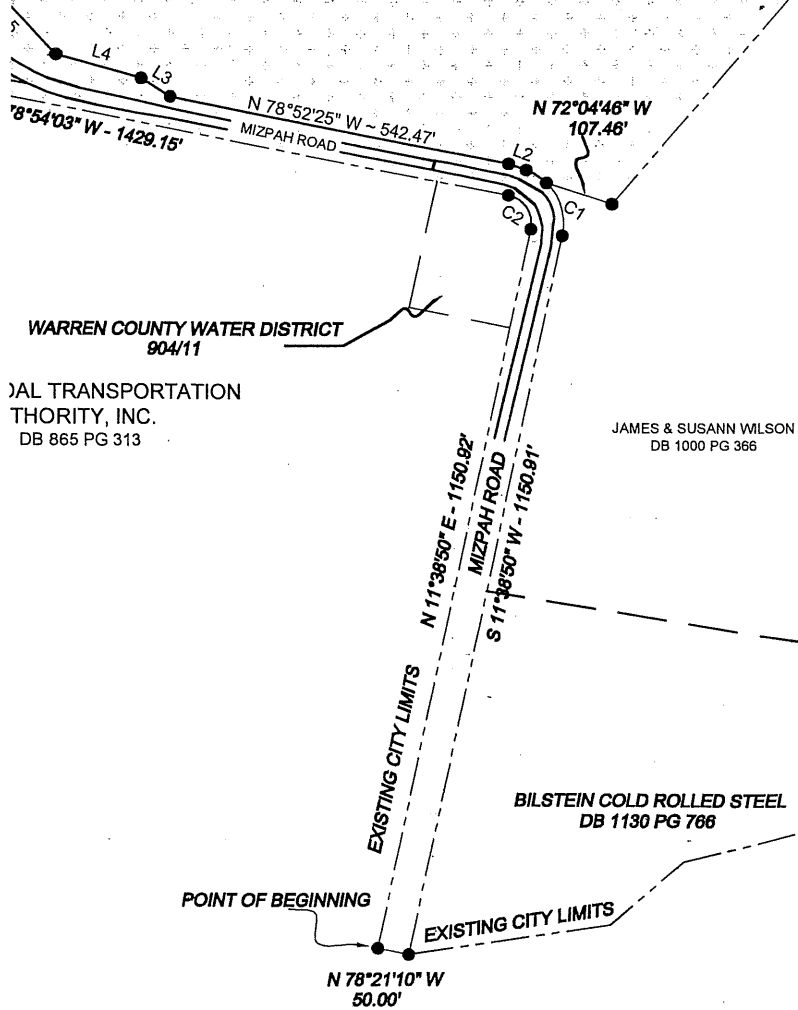 L4
L3
N 78°52'25" W ~ 542.47'
MIZPAH ROAD
78°54'03" W - 1429.15'
N 72°04'46" W
107.46'
L2
C1
C2
WARREN COUNTY WATER DISTRICT
904/11
DAL TRANSPORTATION
THORITY, INC.
DB 865 PG 313
JAMES & SUSANN WILSON
DB 1000 PG 366
N 11°38'50" E - 1150.92'
MIZPAH ROAD
S 11°38'50" W - 1150.91'
EXISTING CITY LIMITS
BILSTEIN COLD ROLLED STEEL
DB 1130 PG 766
POINT OF BEGINNING
EXISTING CITY LIMITS
N 78°21'10" W
50.00'